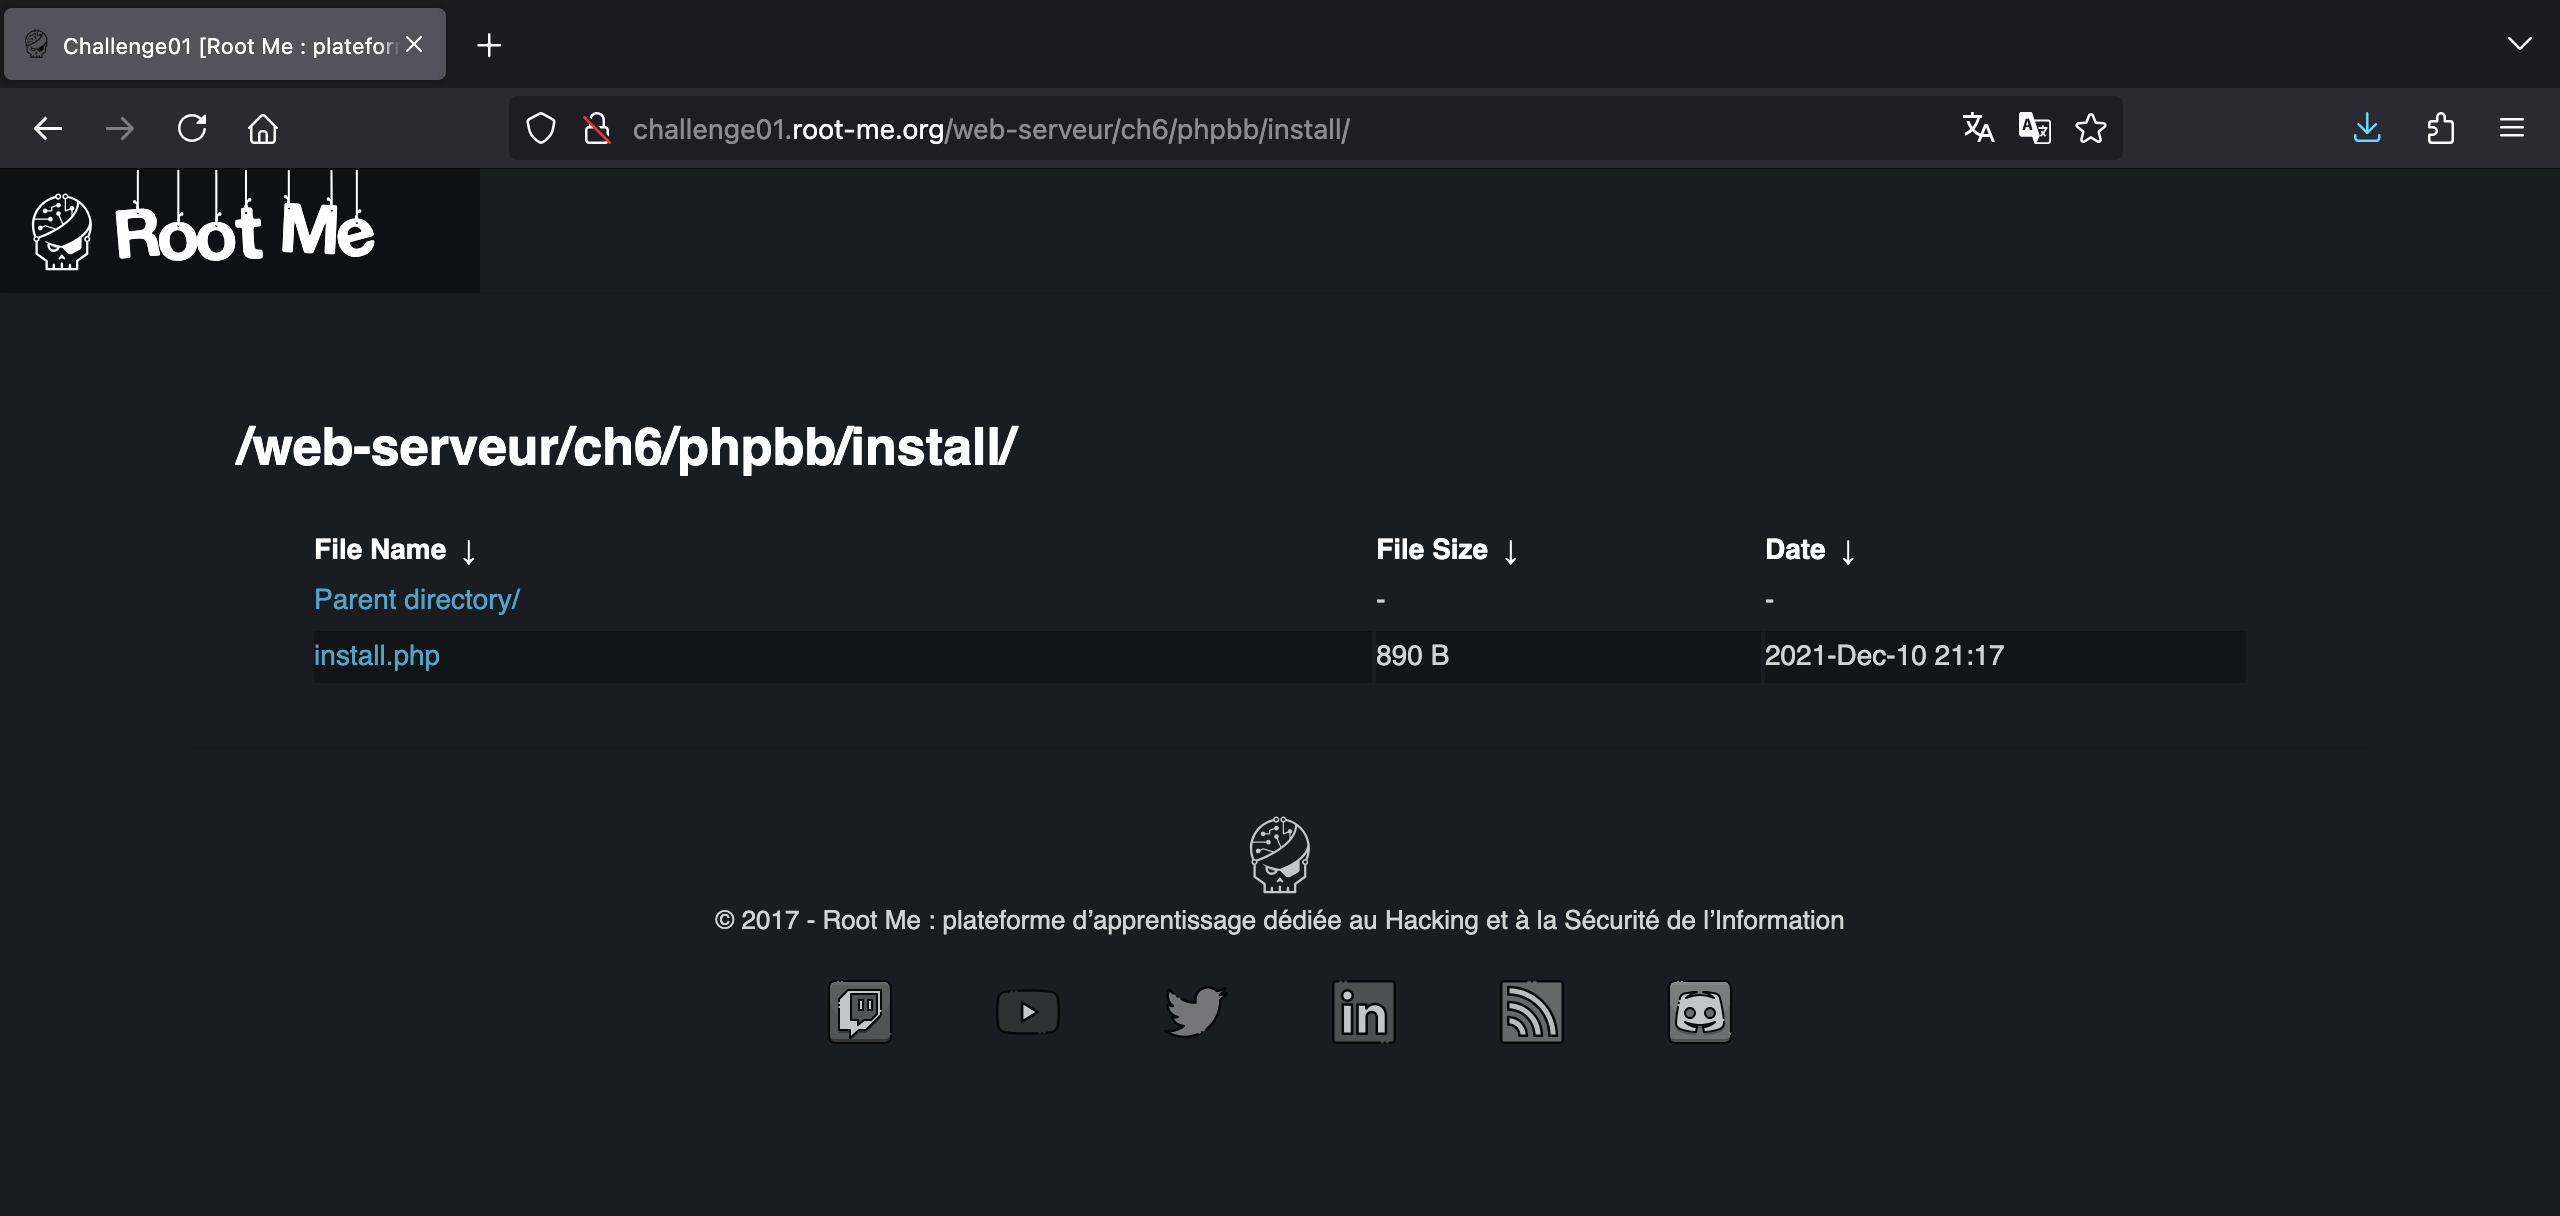 Challenge01 [Root Me : platefor
challenge01.root-me.org/web-serveur/ch6/phpbb/install/
Root Me
/web-serveur/ch6/phpbb/install/
File Name ↓ File Size ↓ Date ↓
Parent directory/ - -
install.php 890 B 2021-Dec-10 21:17
© 2017 - Root Me : plateforme d’apprentissage dédiée au Hacking et à la Sécurité de l’Information
in